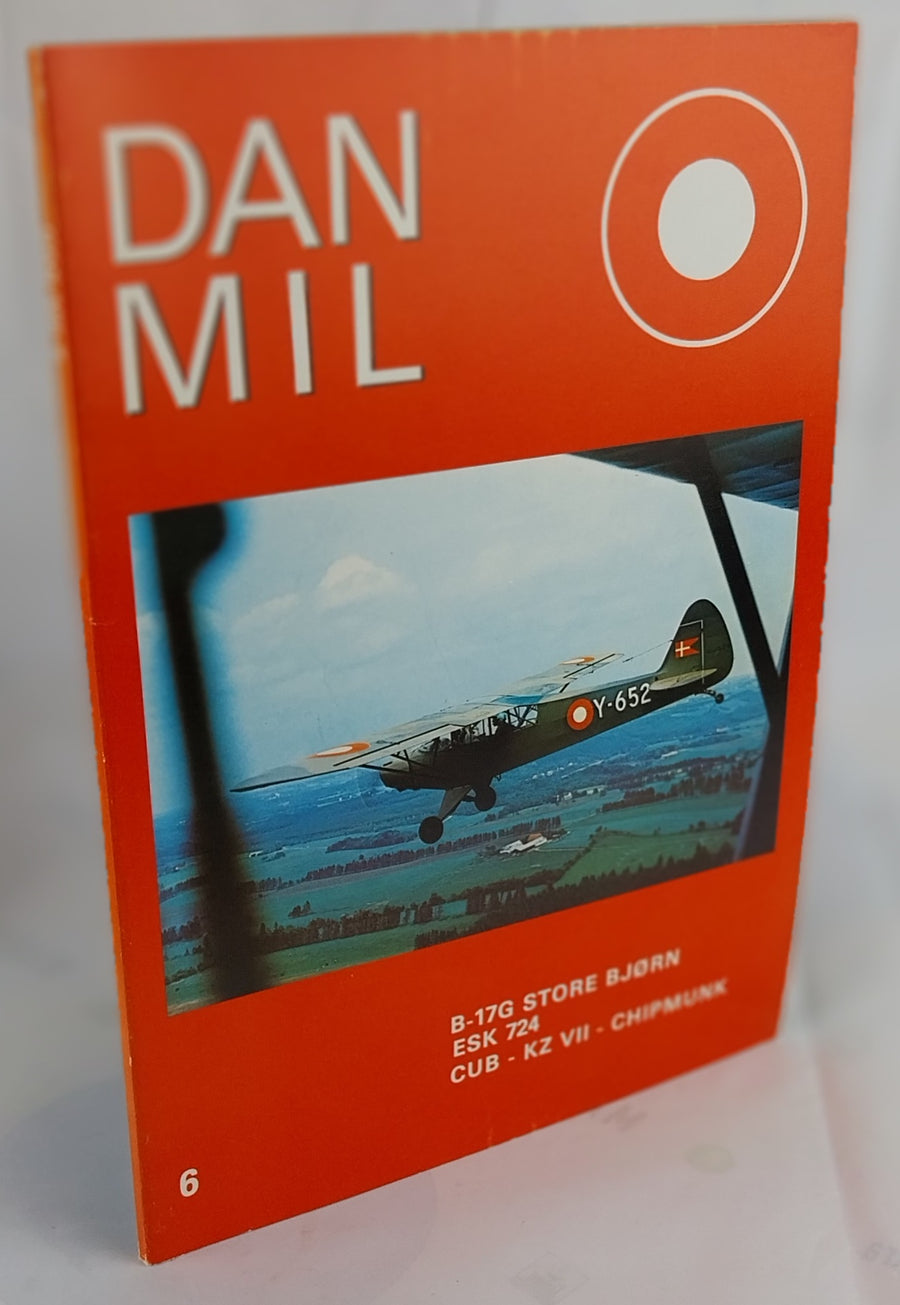 DAN
MIL
Y-652
B-17G STORE BJØRN
ESK 724
CUB - KZ VII - CHIPMUNK
6